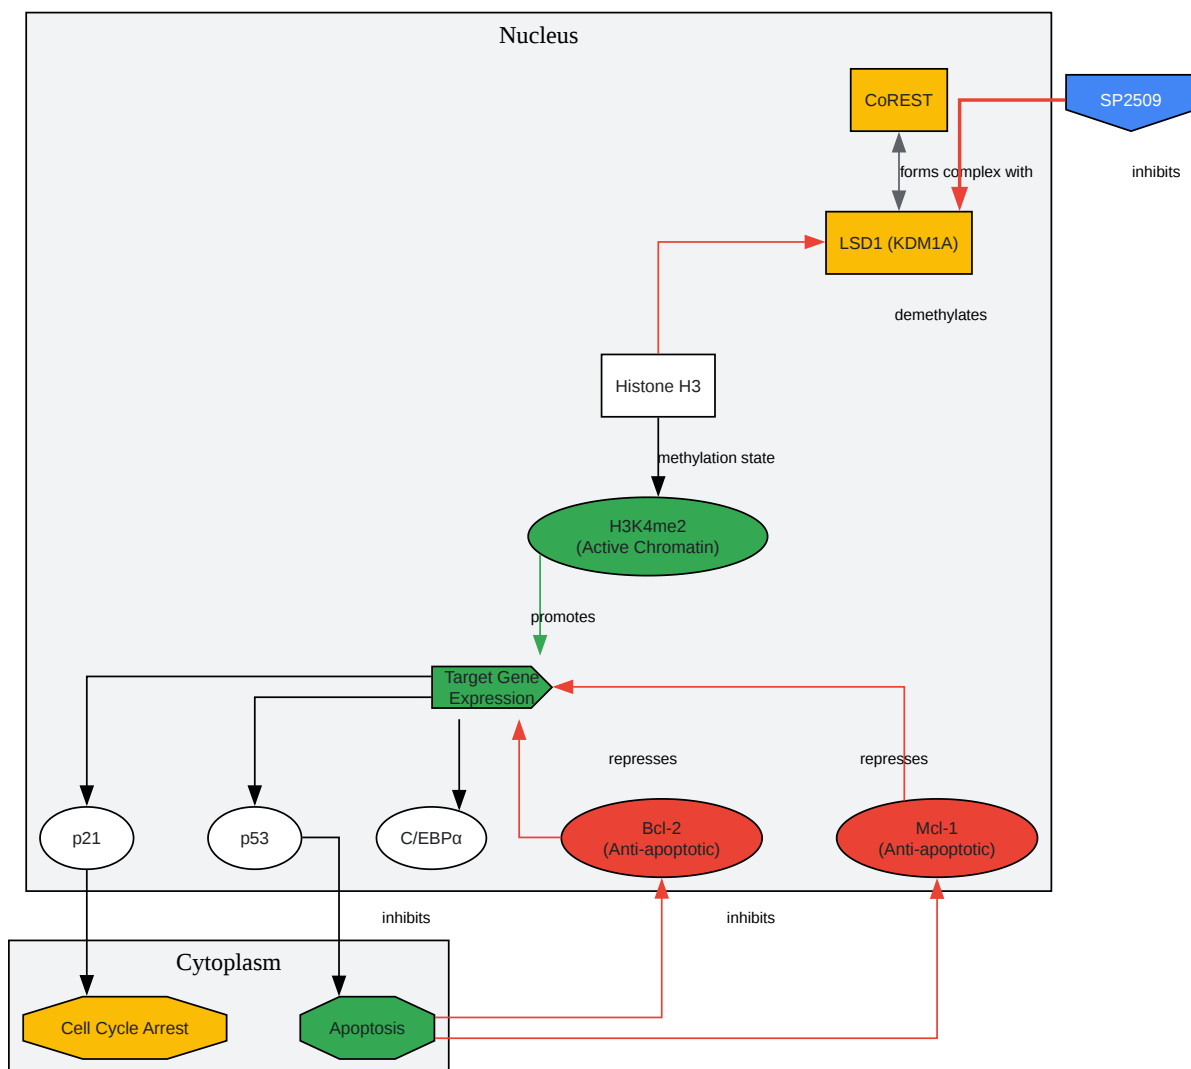 Nucleus
CoREST
SP2509
forms complex with
inhibits
LSD1 (KDM1A)
demethylates
Histone H3
methylation state
H3K4me2
(Active Chromatin)
promotes
Target Gene
Expression
represses
represses
p21
p53
C/EBPα
Bcl-2
(Anti-apoptotic)
Mcl-1
(Anti-apoptotic)
inhibits
inhibits
Cytoplasm
Cell Cycle Arrest
Apoptosis